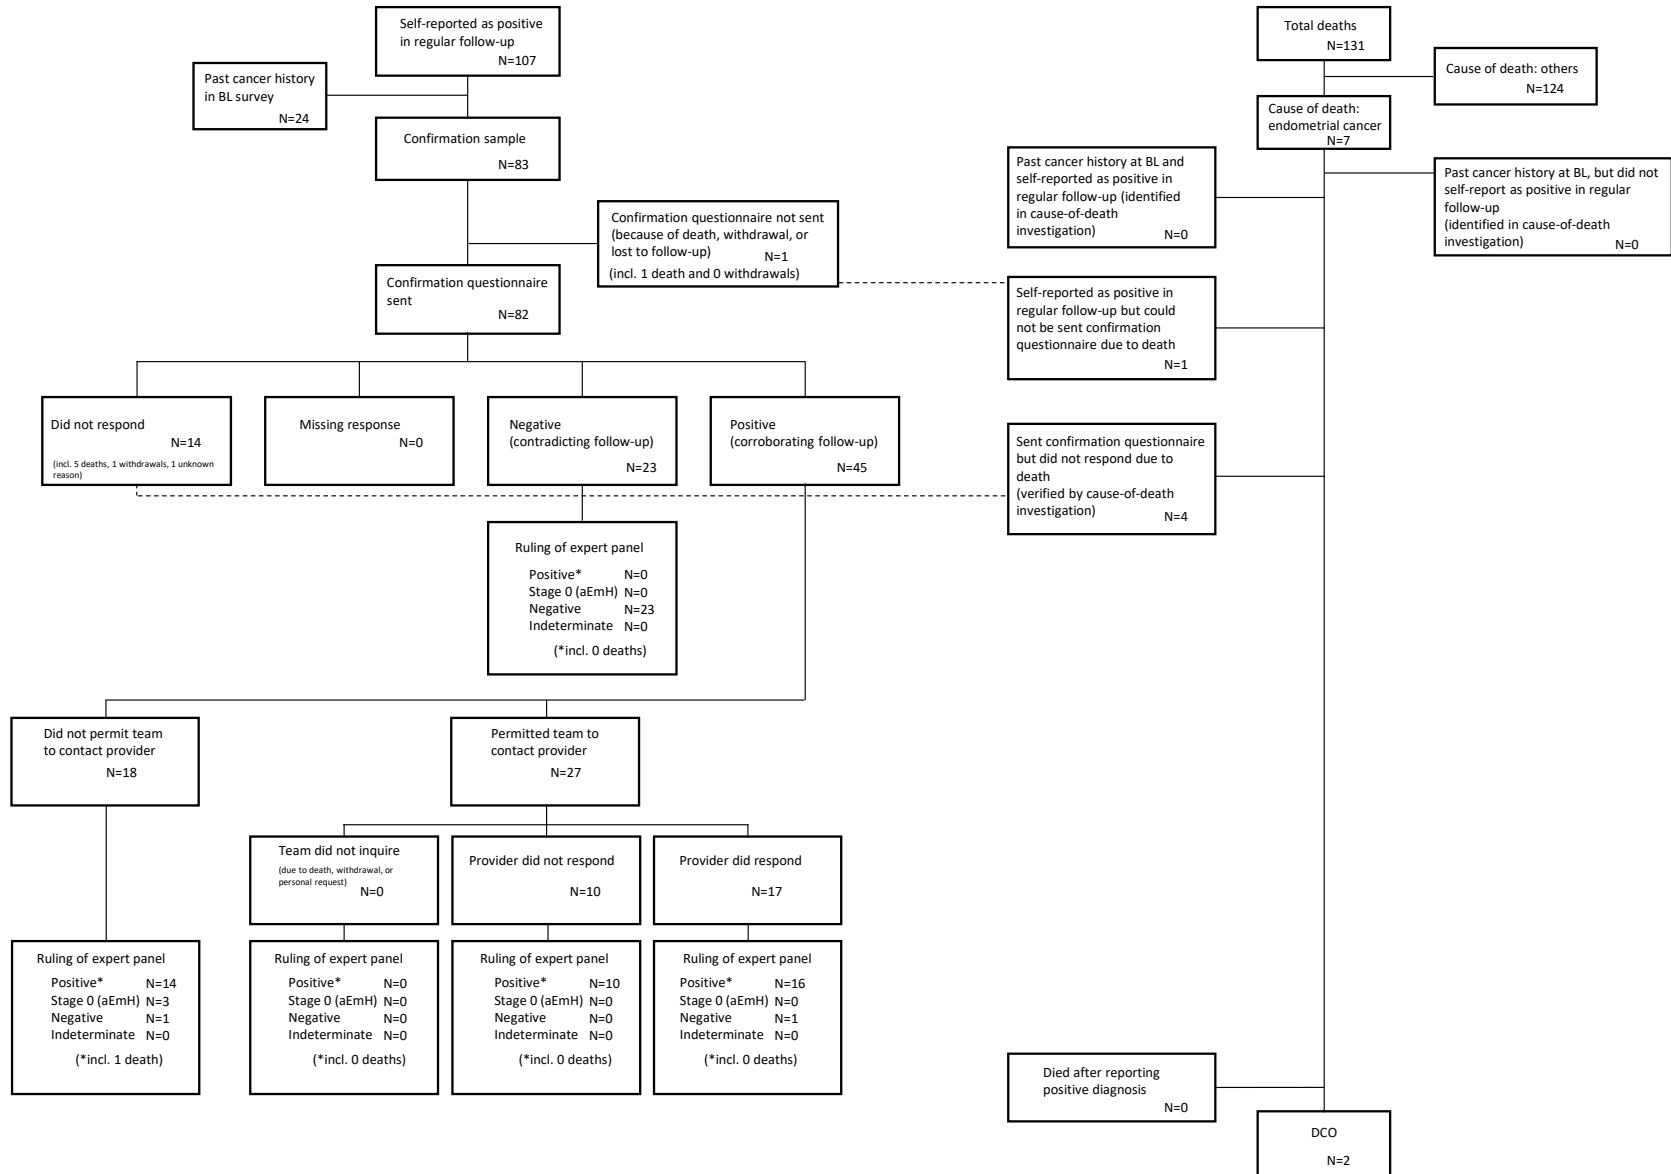 Self-reported as positive
in regular follow-up
N=107
Past cancer history
in BL survey
N=24
Confirmation sample
N=83
Confirmation questionnaire not sent
(because of death, withdrawal, or
lost to follow-up)
N=1
(incl. 1 death and 0 withdrawals)
Confirmation questionnaire
sent
N=82
Did not respond
N=14
(incl. 5 deaths, 1 withdrawals, 1 unknown
reason)
Missing response
N=0
Negative
(contradicting follow-up)
N=23
Positive
(corroborating follow-up)
N=45
Ruling of expert panel
Positive* N=0
Stage 0 (aEmH) N=0
Negative N=23
Indeterminate N=0
(*incl. 0 deaths)
Did not permit team
to contact provider
N=18
Permitted team to
contact provider
N=27
Team did not inquire
(due to death, withdrawal, or
personal request)
N=0
Provider did not respond
N=10
Provider did respond
N=17
Ruling of expert panel
Positive* N=14
Stage 0 (aEmH) N=3
Negative N=1
Indeterminate N=0
(*incl. 1 death)
Ruling of expert panel
Positive* N=0
Stage 0 (aEmH) N=0
Negative N=0
Indeterminate N=0
(*incl. 0 deaths)
Ruling of expert panel
Positive* N=10
Stage 0 (aEmH) N=0
Negative N=0
Indeterminate N=0
(*incl. 0 deaths)
Ruling of expert panel
Positive* N=16
Stage 0 (aEmH) N=0
Negative N=1
Indeterminate N=0
(*incl. 0 deaths)
Total deaths
N=131
Cause of death: others
N=124
Cause of death:
endometrial cancer
N=7
Past cancer history at BL and
self-reported as positive in
regular follow-up (identified
in cause-of-death
investigation)
N=0
Past cancer history at BL, but did not
self-report as positive in regular
follow-up
(identified in cause-of-death
investigation)
N=0
Self-reported as positive in
regular follow-up but could
not be sent confirmation
questionnaire due to death
N=1
Sent confirmation questionnaire
but did not respond due to
death
(verified by cause-of-death
investigation)
N=4
Died after reporting
positive diagnosis
N=0
DCO
N=2